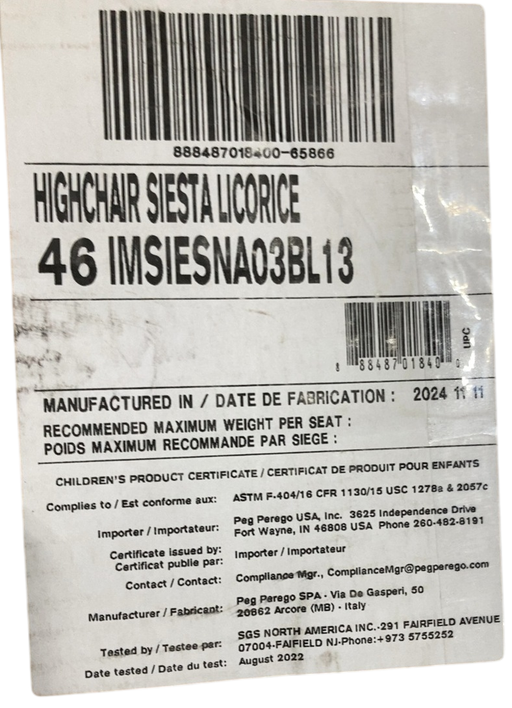 888487018400-65866
HIGHCHAIR SIESTA LICORICE
46 IMSIESNA03BL13
8 88487 01840 0
UPC
MANUFACTURED IN / DATE DE FABRICATION : 2024 11 11
RECOMMENDED MAXIMUM WEIGHT PER SEAT :
POIDS MAXIMUM RECOMMANDE PAR SIEGE :
CHILDREN'S PRODUCT CERTIFICATE / CERTIFICAT DE PRODUIT POUR ENFANTS
Complies to / Est conforme aux: ASTM F-404/16 CFR 1130/15 USC 1278a & 2057c
Importer / Importateur: Peg Perego USA, Inc. 3625 Independence Drive
Fort Wayne, IN 46808 USA Phone 260-482-8191
Certificate issued by: Importer / Importateur
Certificat publie par:
Contact / Contact: Compliance Mgr., ComplianceMgr@pegperego.com
Manufacturer / Fabricant: Peg Perego SPA - Via De Gasperi, 50
20862 Arcore (MB) - Italy
Tested by / Testee par: SGS NORTH AMERICA INC.-291 FAIRFIELD AVENUE
07004-FAIFIELD NJ-Phone:+973 5755252
Date tested / Date du test: August 2022